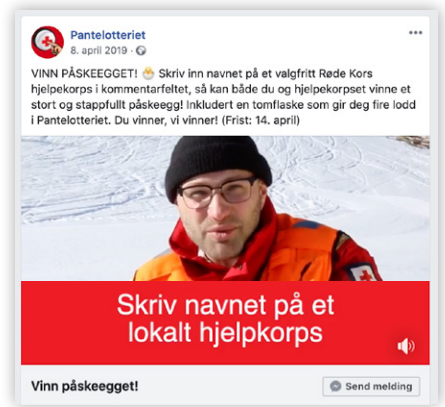 Pantelotteriet
8. april 2019 ·
VINN PÅSKEEGGET! 🐣 Skriv inn navnet på et valgfritt Røde Kors
hjelpekorps i kommentarfeltet, så kan både du og hjelpekorpset vinne et
stort og stappfullt påskeegg! Inkludert en tomflaske som gir deg fire lodd
i Pantelotteriet. Du vinner, vi vinner! (Frist: 14. april)
Skriv navnet på et
lokalt hjelpkorps
Vinn påskeegget!
Send melding